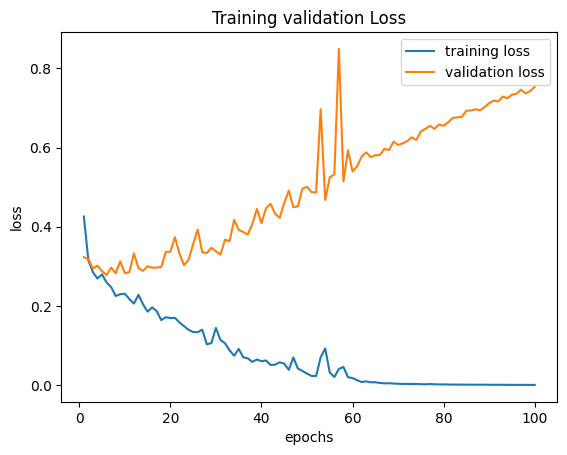 Training validation Loss
training loss
validation loss
0.8
0.6
0.4
0.2
0.0
loss
0 20 40 60 80 100
epochs